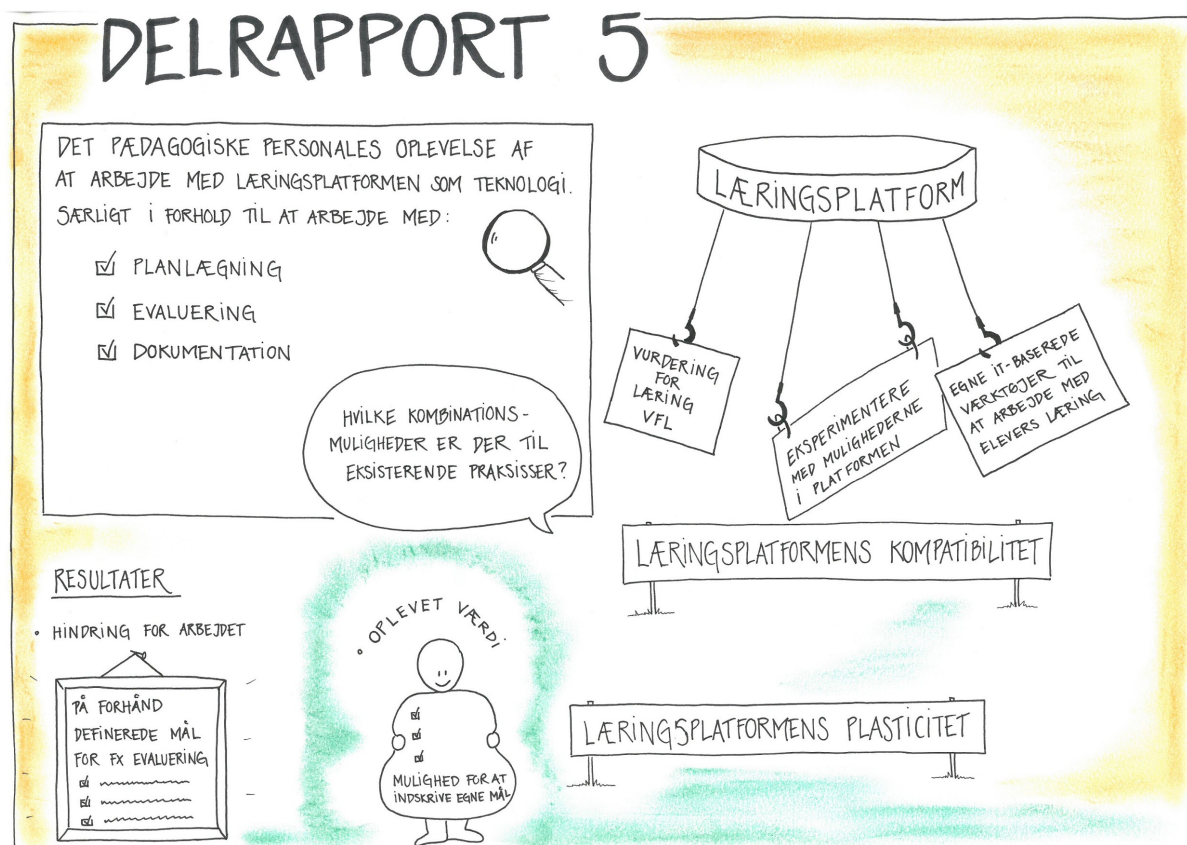 DELRAPPORT 5
DET PÆDAGOGISKE PERSONALES OPLEVELSE AF
AT ARBEJDE MED LÆRINGSPLATFORMEN SOM TEKNOLOGI.
SÆRLIGT I FORHOLD TIL AT ARBEJDE MED:
PLANLÆGNING
EVALUERING
DOKUMENTATION
HVILKE KOMBINATIONS-
MULIGHEDER ER DER TIL
EKSISTERENDE PRAKSISSER?
LÆRINGSPLATFORM
VURDERING
FOR
LÆRING
VFL
EKSPERIMENTERE
MED MULIGHEDERNE
I PLATFORMEN
EGNE IT-BASEREDE
VÆRKTØJER TIL
AT ARBEJDE MED
ELEVERS LÆRING
LÆRINGSPLATFORMENS KOMPATIBILITET
RESULTATER
• HINDRING FOR ARBEJDET
PÅ FORHÅND
DEFINEREDE MÅL
FOR FX EVALUERING
• OPLEVET VÆRDI
MULIGHED FOR AT
INDSKRIVE EGNE MÅL
LÆRINGSPLATFORMENS PLASTICITET